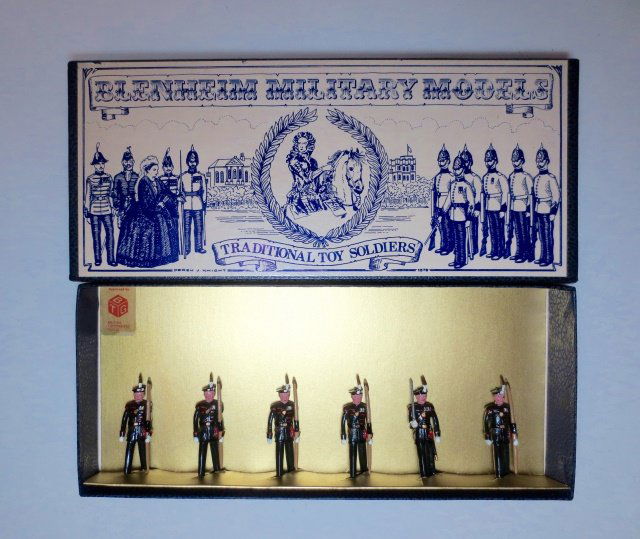 BLENHEIM MILITARY MODELS
TRADITIONAL TOY SOLDIERS